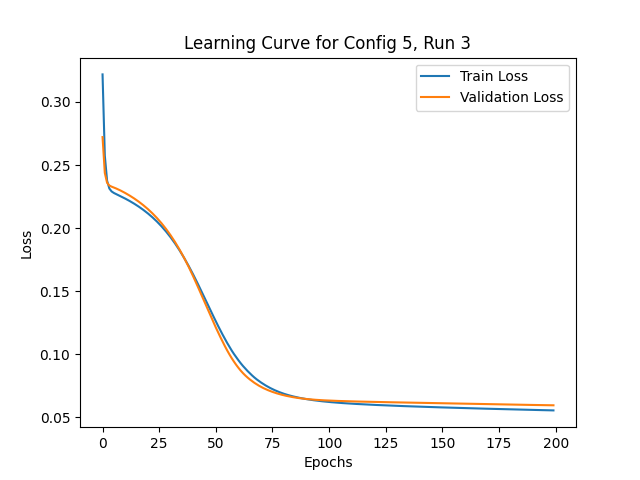 Learning Curve for Config 5, Run 3
Train Loss
Validation Loss
0.30
0.25
0.20
0.15
0.10
0.05
Loss
0 25 50 75 100 125 150 175 200
Epochs